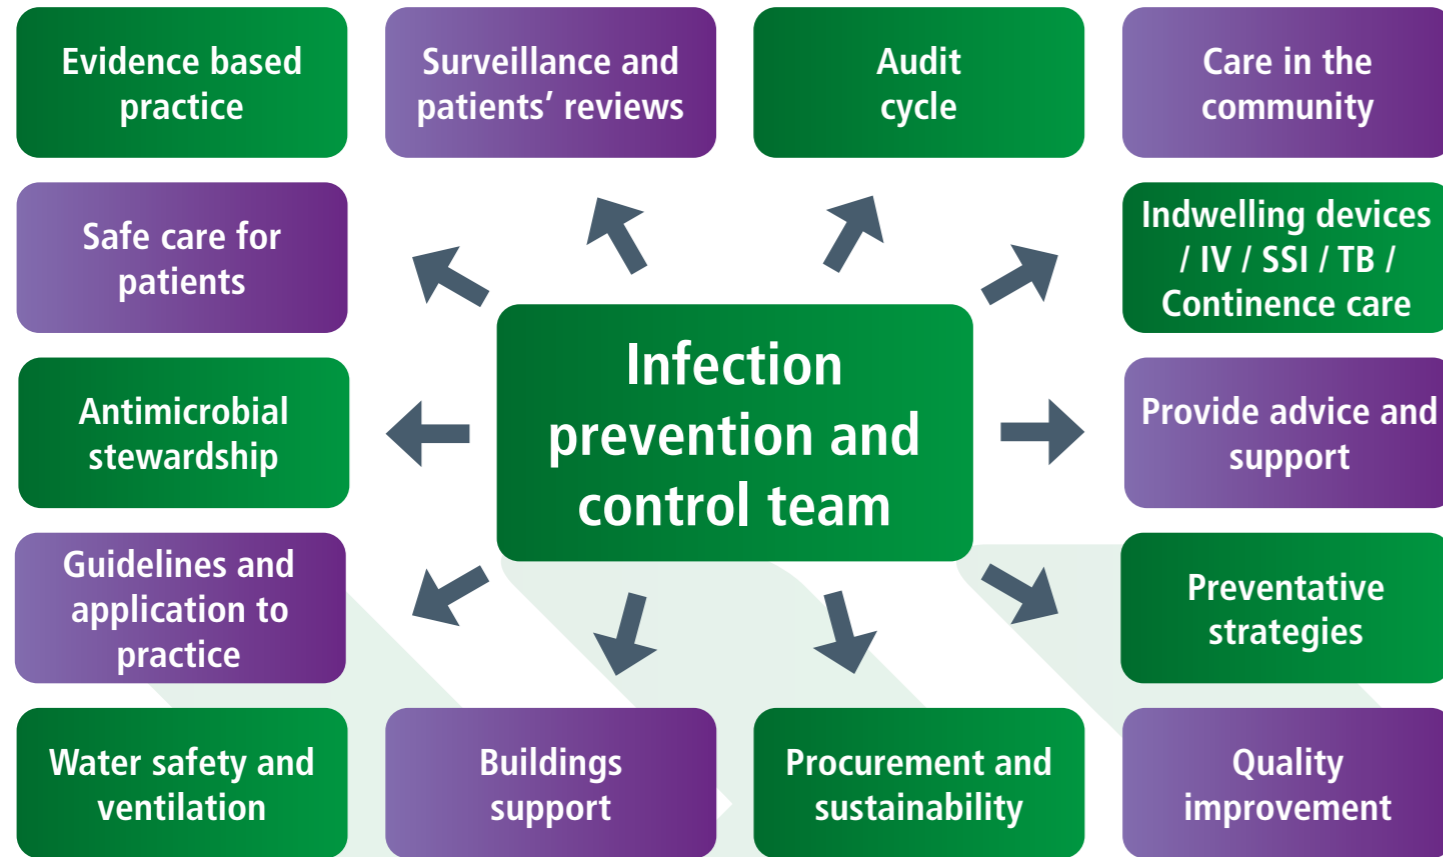 Evidence based
practice
Surveillance and
patients’ reviews
Audit
cycle
Care in the
community
Safe care for
patients
Indwelling devices
/ IV / SSI / TB /
Continence care
Infection
prevention and
control team
Antimicrobial
stewardship
Provide advice and
support
Guidelines and
application to
practice
Preventative
strategies
Water safety and
ventilation
Buildings
support
Procurement and
sustainability
Quality
improvement